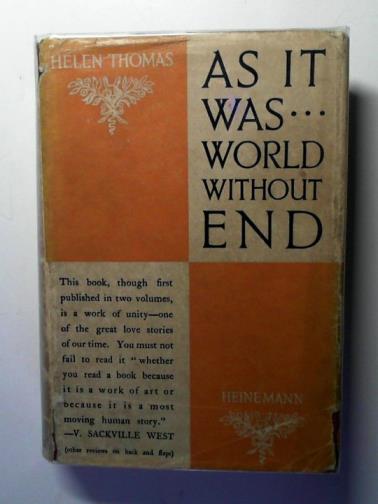 HELEN THOMAS
AS IT
WAS...
WORLD
WITHOUT
END
This book, though first
published in two volumes,
is a work of unity—one
of the great love stories
of our time. You must not
fail to read it "whether
you read a book because
it is a work of art or
because it is a most
moving human story."
—V. SACKVILLE WEST
(other reviews on back and flaps)
HEINEMANN